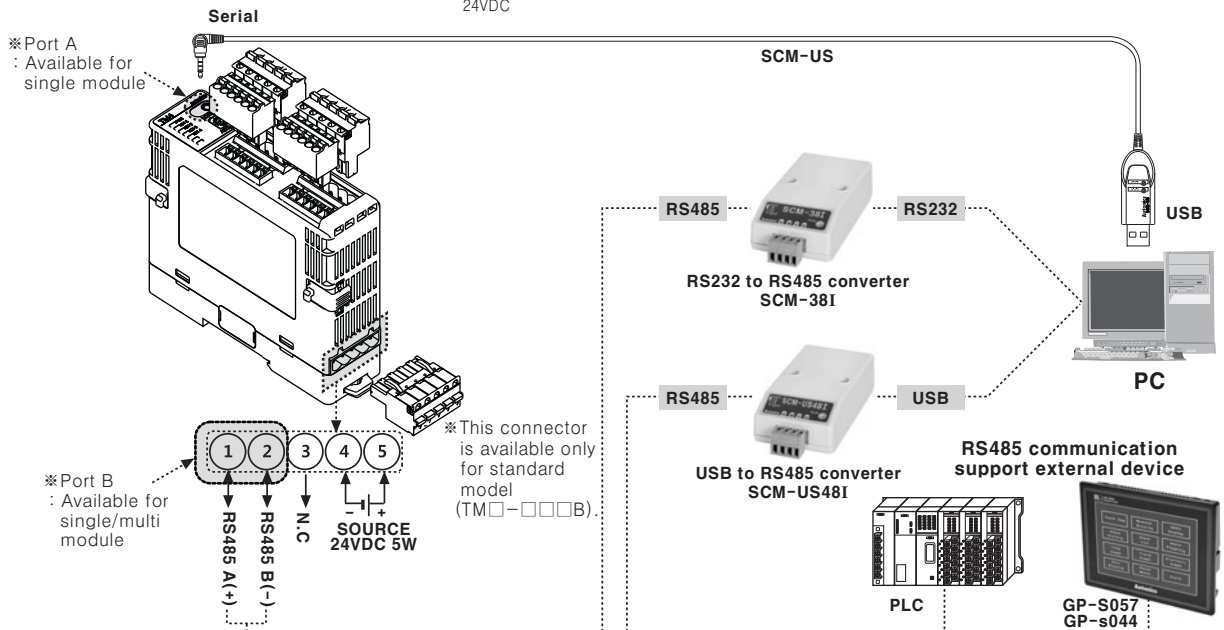 24VDC
Serial
※Port A
: Available for
single module
SCM-US
USB
RS485
SCM-38I
RS232
RS232 to RS485 converter
SCM-38I
PC
RS485
SCM-US48I
USB
USB to RS485 converter
SCM-US48I
※This connector
is available only
for standard
model
(TM□-□□□B).
1 2 3 4 5
※Port B
: Available for
single/multi
module
RS485 A(+)
RS485 B(-)
N.C
- +
SOURCE
24VDC 5W
RS485 communication
support external device
PLC
GP-S057
GP-s044